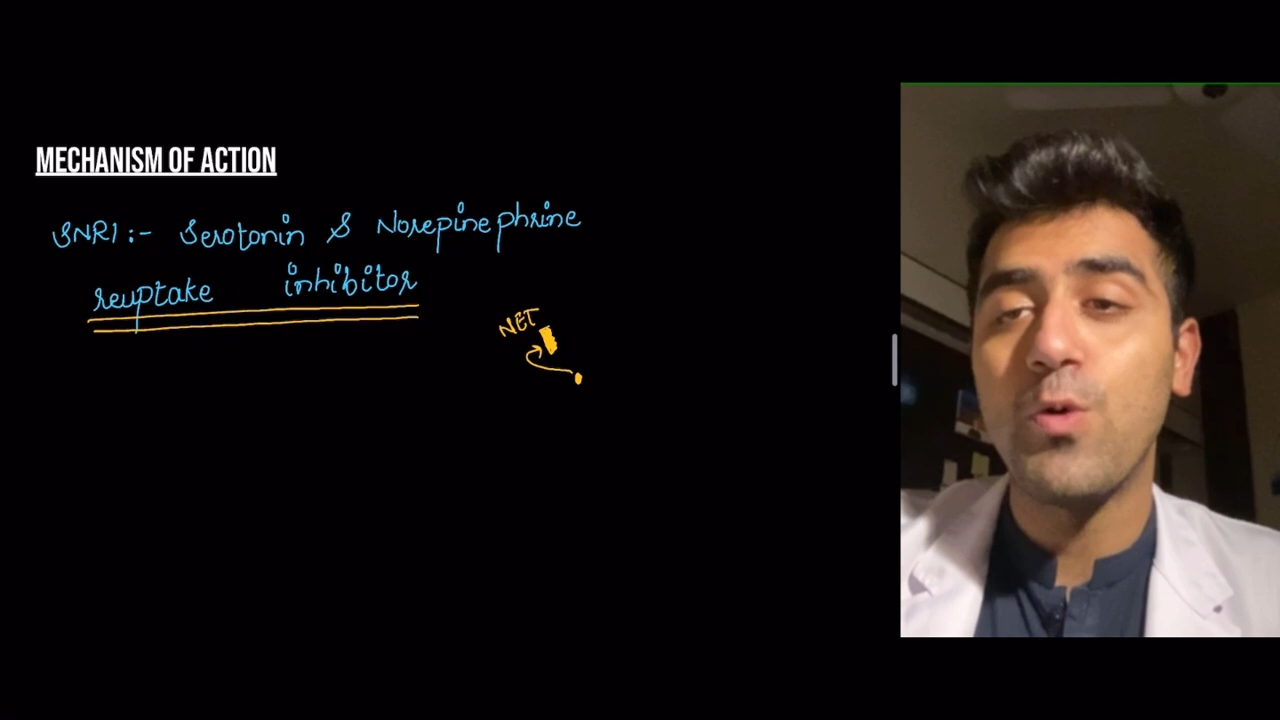 MECHANISM OF ACTION
SNRI :- Serotonin & Norepinephrine
reuptake inhibitor
NET